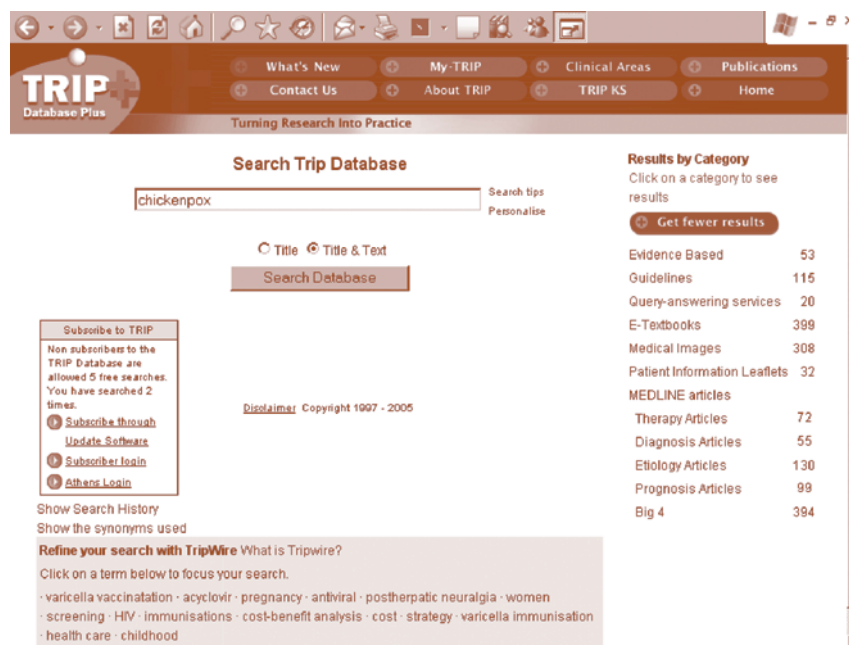 What's New
My-TRIP
Clinical Areas
Publications
TRIP
Contact Us
About TRIP
TRIP KS
Home
Database Plus
Turning Research Into Practice
Search Trip Database
chickenpox
Search tips
Personalise
Title Title & Text
Search Database
Subscribe to TRIP
Non subscribers to the
TRIP Database are
allowed 5 free searches.
You have searched 2
times.
Subscribe through
Update Software
Subscriber login
Athens Login
Disclaimer Copyright 1997 - 2005
Show Search History
Show the synonyms used
Refine your search with TripWire What is Tripwire?
Click on a term below to focus your search.
· varicella vaccinatation · acyclovir · pregnancy · antiviral · postherpatic neuralgia · women
· screening · HIV · immunisations · cost-benefit analysis · cost · strategy · varicella immunisation
· health care · childhood
Results by Category
Click on a category to see
results
Get fewer results
Evidence Based 53
Guidelines 115
Query-answering services 20
E-Textbooks 399
Medical Images 308
Patient Information Leaflets 32
MEDLINE articles
Therapy Articles 72
Diagnosis Articles 55
Etiology Articles 130
Prognosis Articles 99
Big 4 394